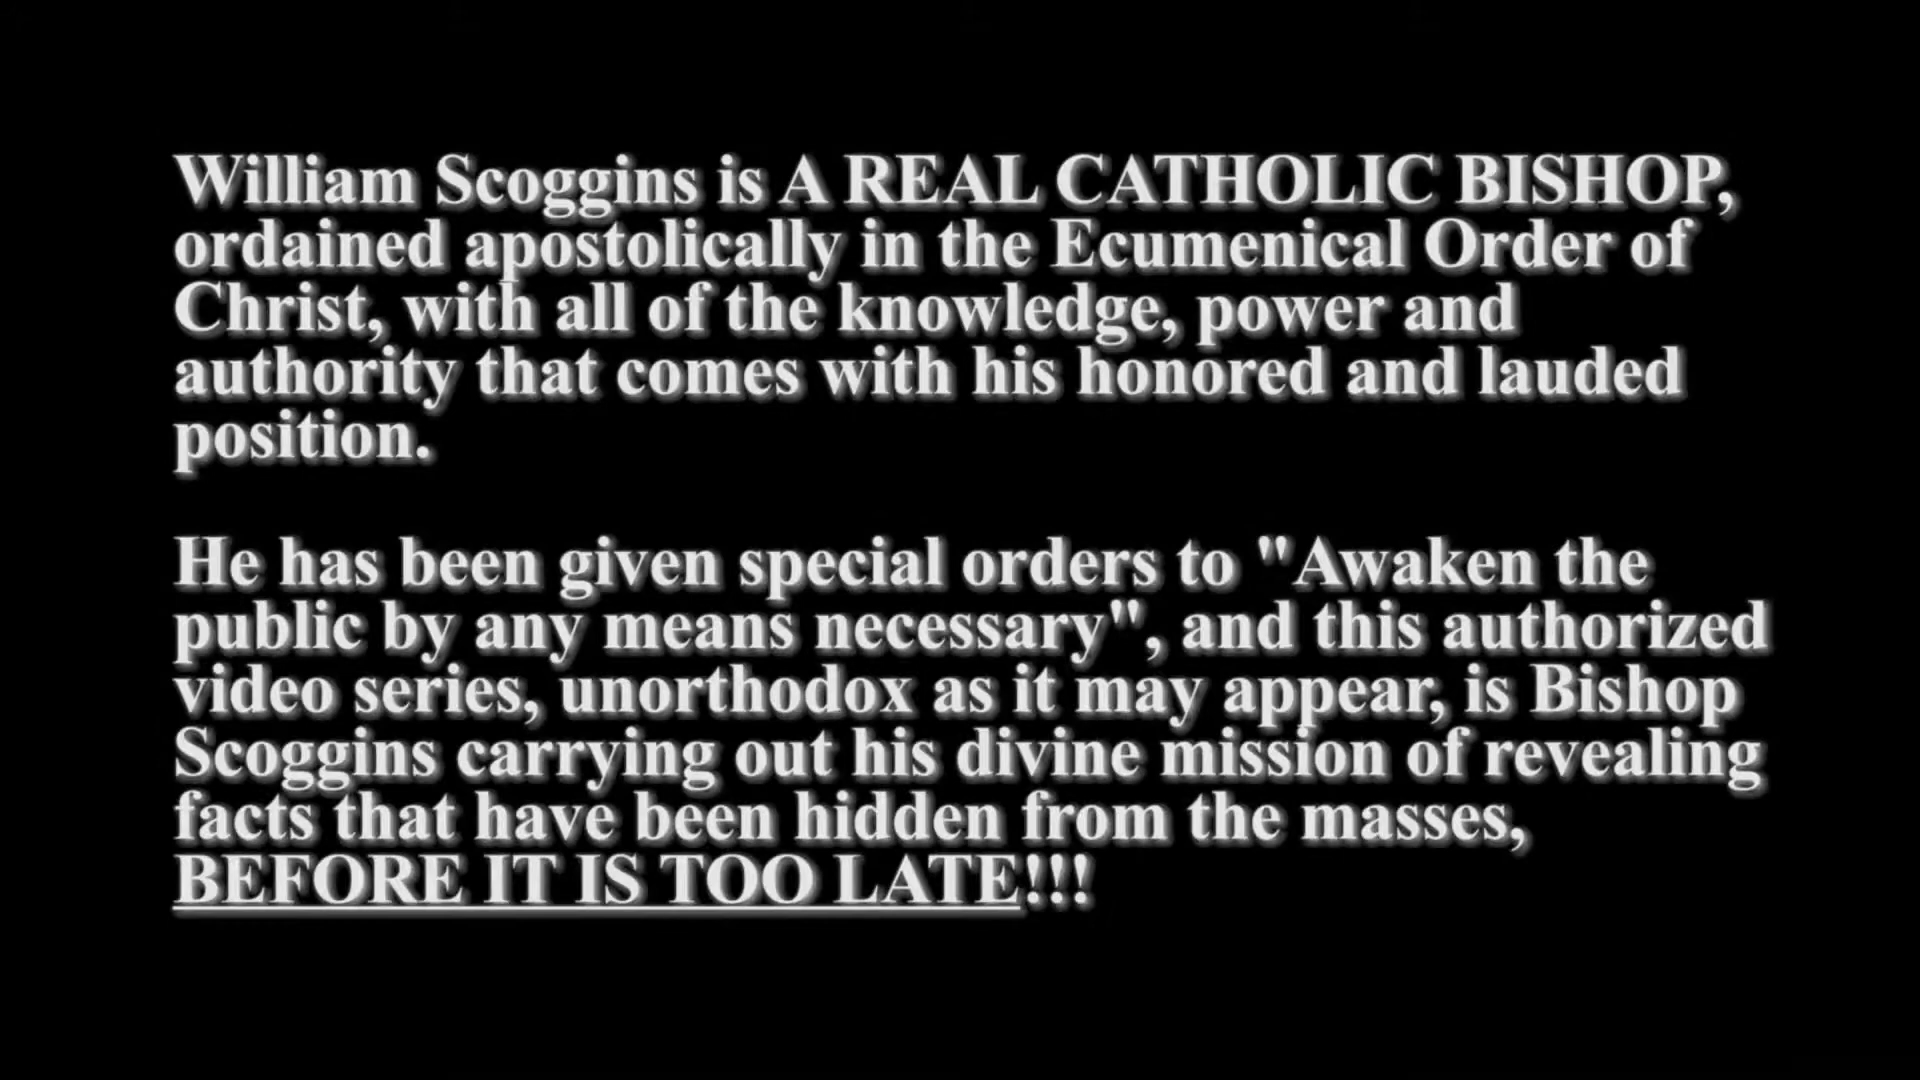 William Scoggins is A REAL CATHOLIC BISHOP,
ordained apostolically in the Ecumenical Order of
Christ, with all of the knowledge, power and
authority that comes with his honored and lauded
position.
He has been given special orders to "Awaken the
public by any means necessary", and this authorized
video series, unorthodox as it may appear, is Bishop
Scoggins carrying out his divine mission of revealing
facts that have been hidden from the masses,
BEFORE IT IS TOO LATE!!!